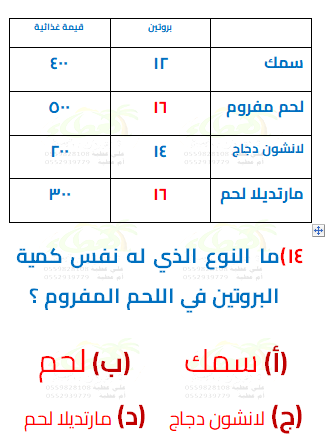 بروتين قيمة غذائية
سمك ١٢ ٤٠٠
لحم مفروم ١٦ ٥٠٠
لانشون دجاج ١٤ ٢٠٠
مارتديلا لحم ١٦ ٣٠٠
١٤) ما النوع الذي له نفس كمية
البروتين في اللحم المفروم ؟
(أ) سمك (ب) لحم
(ج) لانشون دجاج (د) مارتديلا لحم